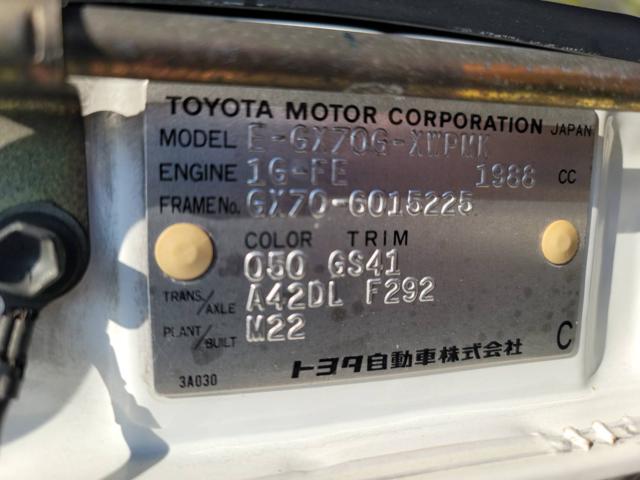 TOYOTA MOTOR CORPORATION JAPAN
MODEL E-GX70G-XWPMK
ENGINE 1G-FE 1988 CC
FRAME No. GX70-6015225
COLOR TRIM
050 GS41
TRANS./AXLE A42DL F292
PLANT/BUILT M22
トヨタ自動車株式会社 C
3A030